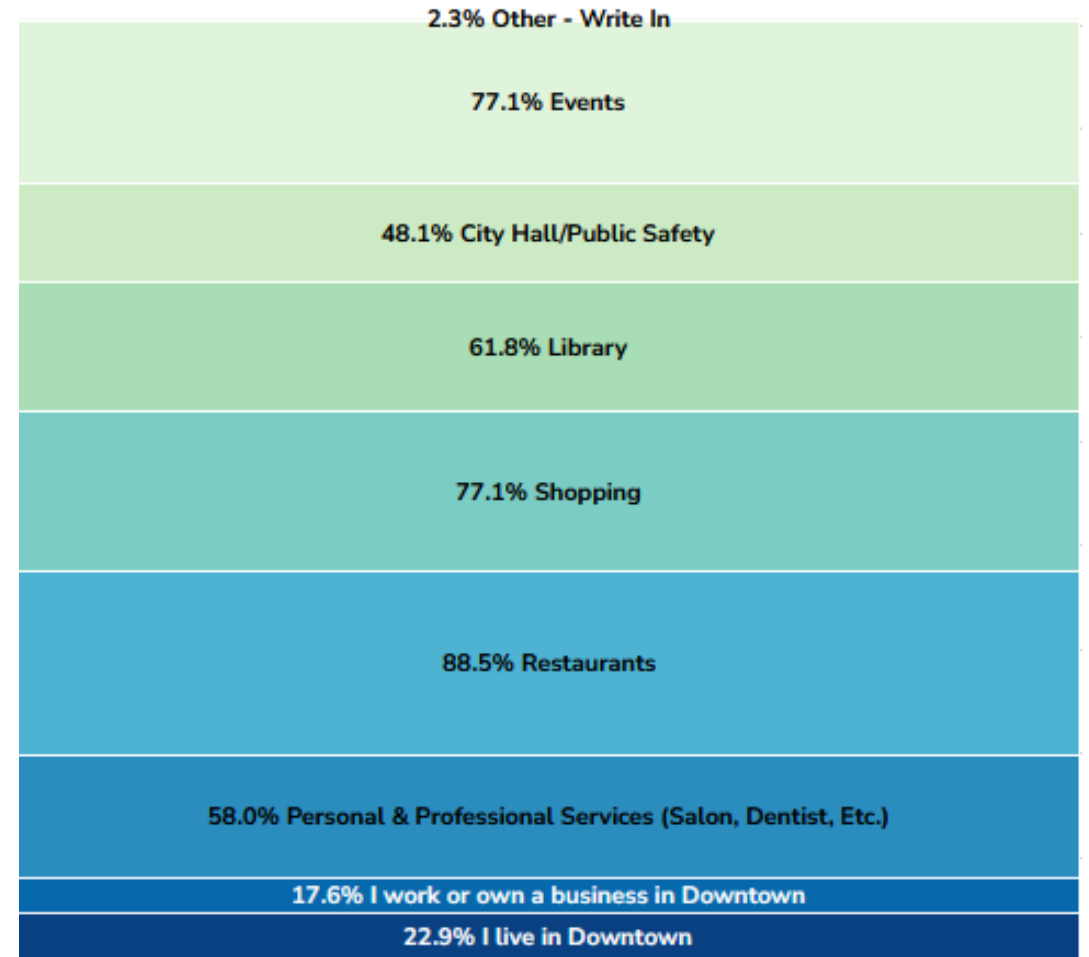 2.3% Other - Write In
77.1% Events
48.1% City Hall/Public Safety
61.8% Library
77.1% Shopping
88.5% Restaurants
58.0% Personal & Professional Services (Salon, Dentist, Etc.)
17.6% I work or own a business in Downtown
22.9% I live in Downtown